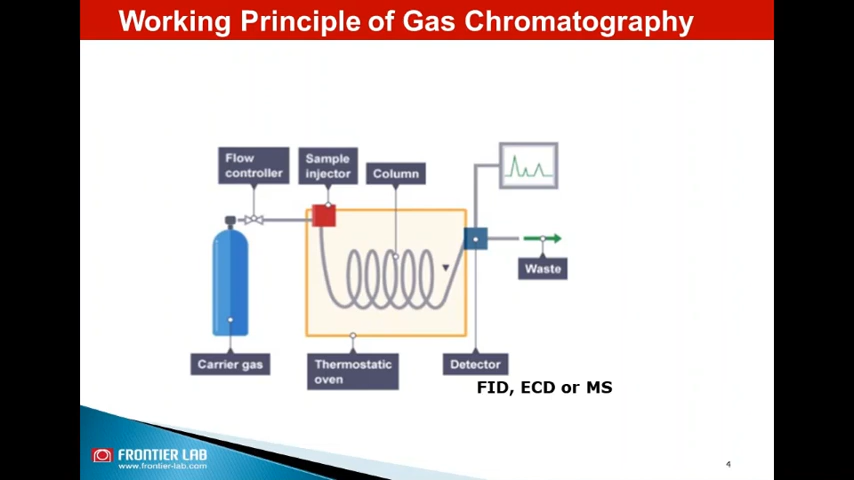 Working Principle of Gas Chromatography
Flow
controller
Sample
injector
Column
Waste
Carrier gas
Thermostatic
oven
Detector
FID, ECD or MS
FRONTIER LAB
www.frontier-lab.com
4